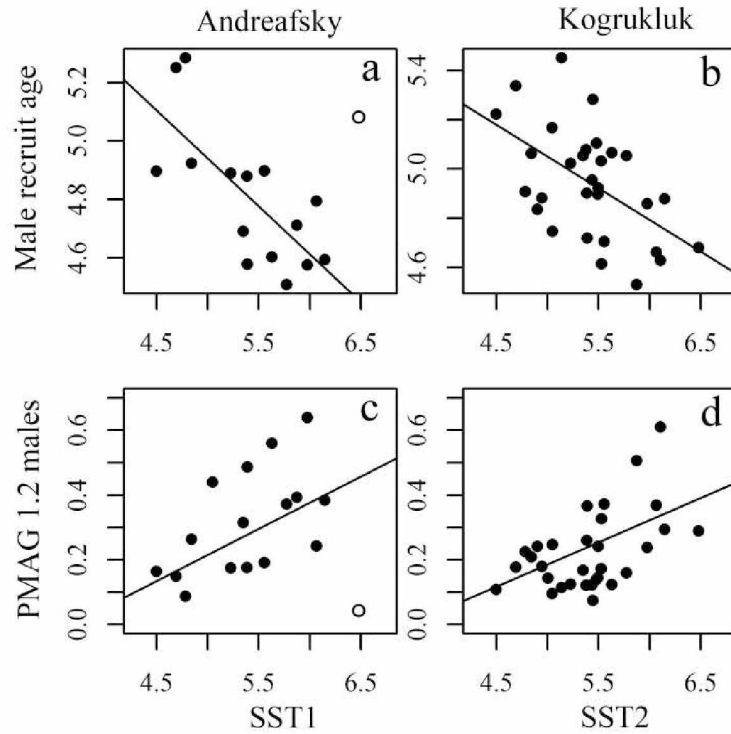 Andreafsky Kogrukluk
Male recruit age
a
5.2
5.0
4.8
4.6
4.5 5.5 6.5
b
5.4
5.0
4.6
4.5 5.5 6.5
PMAG 1.2 males
c
0.6
0.4
0.2
0.0
4.5 5.5 6.5
SST1
d
0.6
0.4
0.2
0.0
4.5 5.5 6.5
SST2